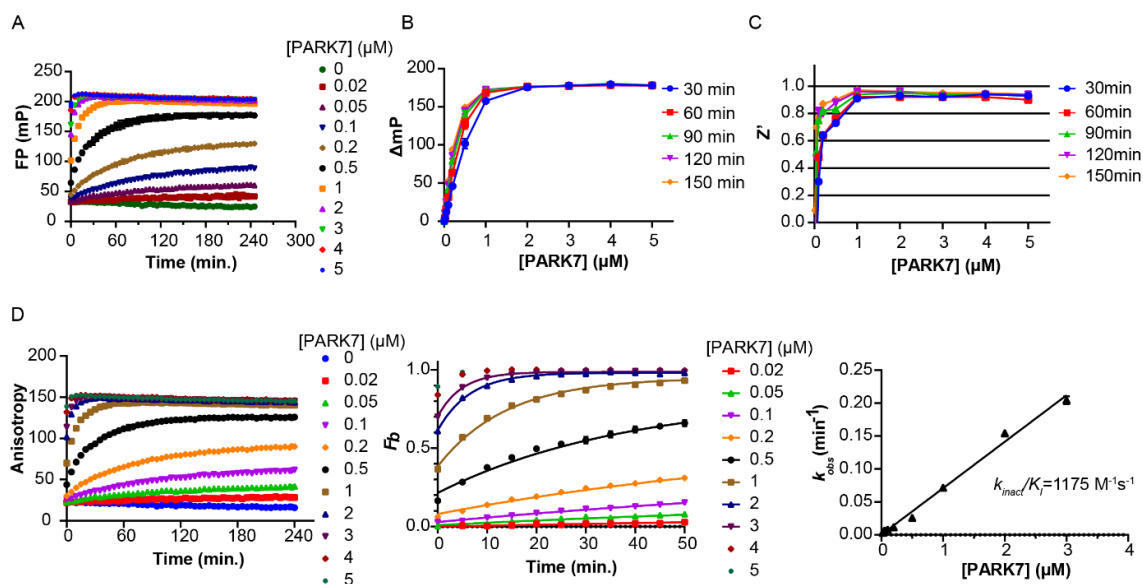 A
[PARK7] (µM)
0
0.02
0.05
0.1
0.2
0.5
1
2
3
4
5
FP (mP)
250
200
150
100
50
0
0 60 120 180 240 300
Time (min.)
B
ΔmP
200
150
100
50
0
0 1 2 3 4 5
[PARK7] (µM)
30 min
60 min
90 min
120 min
150 min
C
Z'
1.0
0.8
0.6
0.4
0.2
0.0
0 1 2 3 4 5
[PARK7] (µM)
30min
60min
90min
120min
150min
D
Anisotropy
200
150
100
50
0
0 60 120 180 240
Time (min.)
[PARK7] (µM)
0
0.02
0.05
0.1
0.2
0.5
1
2
3
4
5
Fb
1.0
0.5
0.0
0 10 20 30 40 50
Time (min.)
[PARK7] (µM)
0.02
0.05
0.1
0.2
0.5
1
2
3
4
5
kobs (min-1)
0.25
0.20
0.15
0.10
0.05
0.00
0 1 2 3 4
[PARK7] (µM)
kinact/Ki=1175 M-1s-1